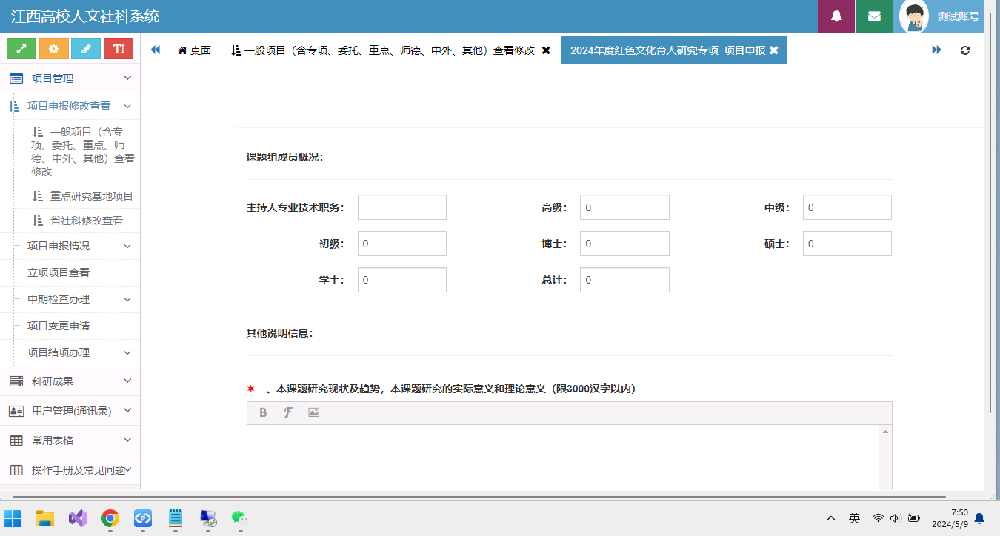 江西高校人文社科系统
测试账号
TI
桌面
一般项目（含专项、委托、重点、师德、中外、其他）查看修改
2024年度红色文化育人研究专项_项目申报
项目管理
项目申报修改查看
一般项目（含专
项、委托、重点、师
德、中外、其他）查看
修改
重点研究基地项目
省社科修改查看
项目申报情况
立项项目查看
中期检查办理
项目变更申请
项目结项办理
科研成果
用户管理(通讯录)
常用表格
操作手册及常见问题
课题组成员概况：
主持人专业技术职务：
高级： 0
中级： 0
初级： 0
博士： 0
硕士： 0
学士： 0
总计： 0
其他说明信息：
*一、本课题研究现状及趋势，本课题研究的实际意义和理论意义（限3000汉字以内）
B F
英
7:50
2024/5/9